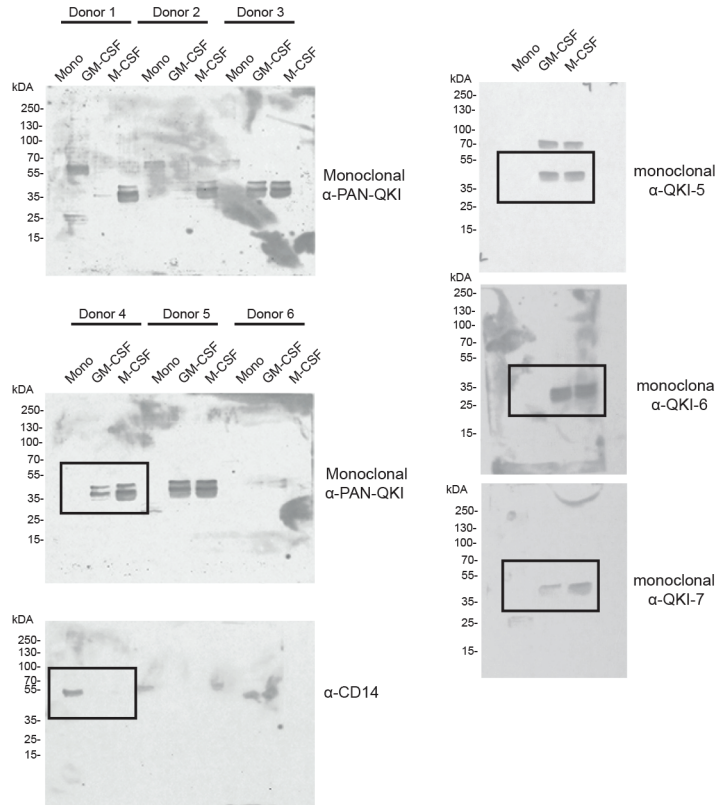 Donor 1 Donor 2 Donor 3
Mono GM-CSF M-CSF Mono GM-CSF M-CSF Mono GM-CSF M-CSF
kDA
250-
130-
100-
70-
55-
35-
25-
15-
Monoclonal
α-PAN-QKI
Donor 4 Donor 5 Donor 6
Mono GM-CSF M-CSF Mono GM-CSF M-CSF Mono GM-CSF M-CSF
kDA
250-
130-
100-
70-
55-
35-
25-
15-
Monoclonal
α-PAN-QKI
kDA
250-
130-
100-
70-
55-
35-
25-
15-
α-CD14
Mono GM-CSF M-CSF
kDA
250-
130-
100-
70-
55-
35-
25-
15-
monoclonal
α-QKI-5
kDA
250-
130-
100-
70-
55-
35-
25-
15-
monoclona
α-QKI-6
kDA
250-
130-
100-
70-
55-
35-
25-
15-
monoclonal
α-QKI-7